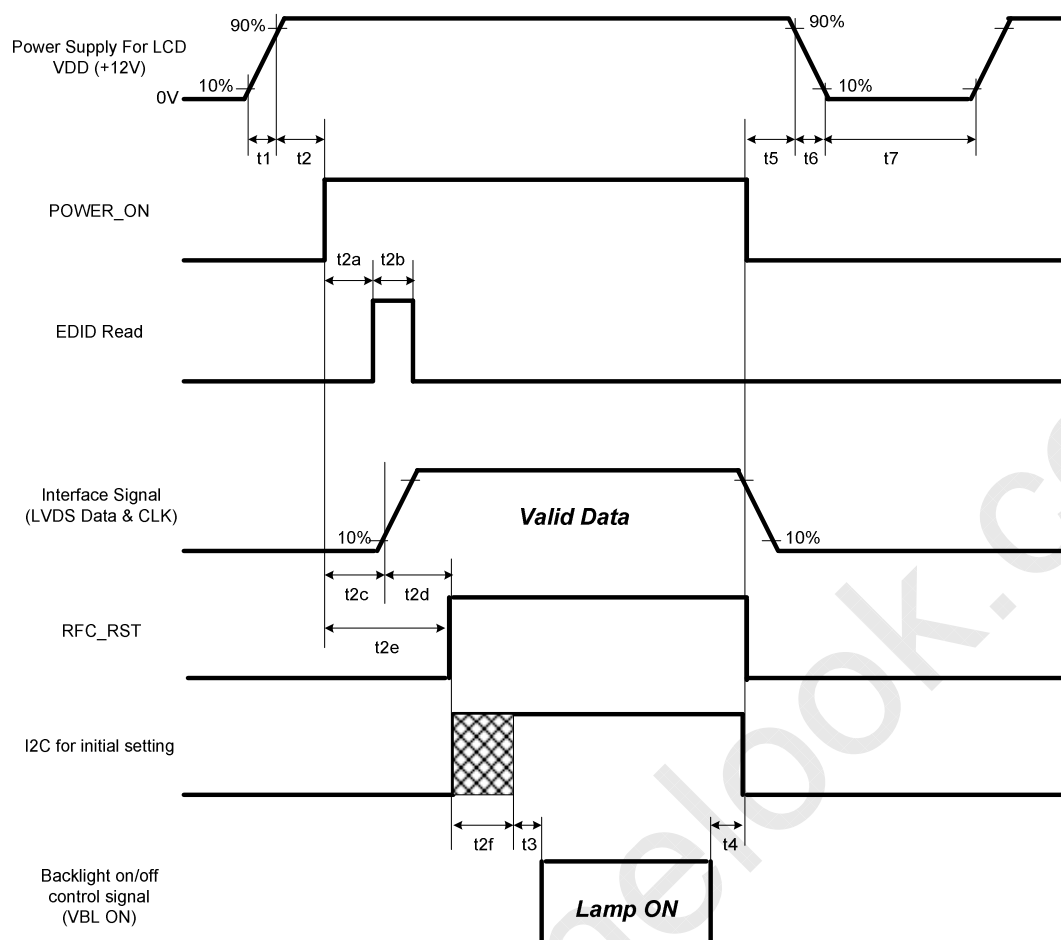 90%
90%
Power Supply For LCD
VDD (+12V)
10%
10%
0V
t1
t2
t5
t6
t7
POWER_ON
t2a
t2b
EDID Read
Interface Signal
(LVDS Data & CLK)
Valid Data
10%
10%
t2c
t2d
RFC_RST
t2e
I2C for initial setting
t2f
t3
t4
Backlight on/off
control signal
(VBL ON)
Lamp ON